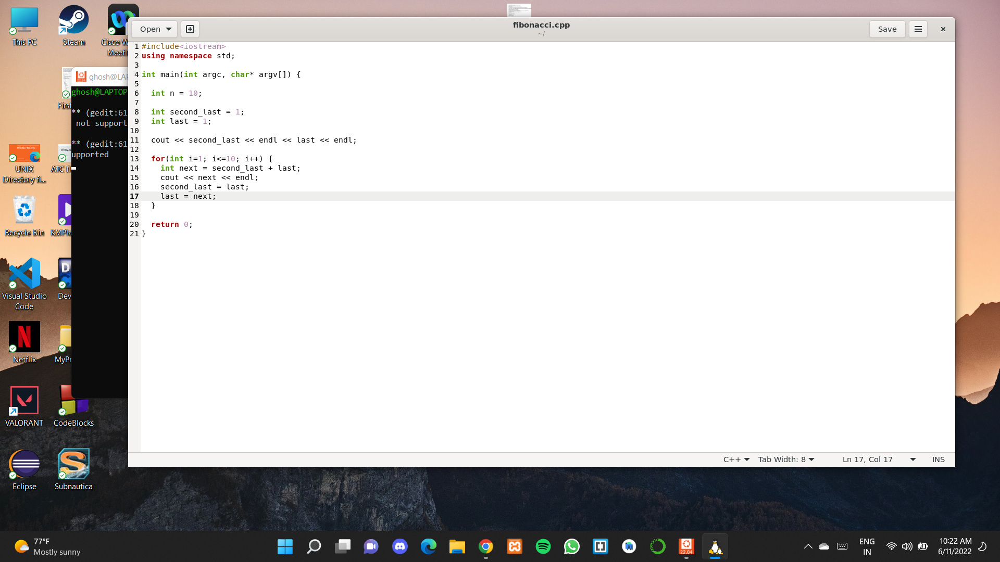 This PC
Steam
Cisco W
Meeti
UNIX
Directory fi...
Recycle Bin
Visual Studio
Code
Netflix
VALORANT
CodeBlocks
Eclipse
Subnautica
First
ATC fl
KMPla
Dev
MyPr
ghosh@LAP
ghosh@LAPTOP
** (gedit:61
not support
** (gedit:61
upported
Open
fibonacci.cpp
~/
Save
1 #include<iostream>
2 using namespace std;
3
4 int main(int argc, char* argv[]) {
5
6   int n = 10;
7
8   int second_last = 1;
9   int last = 1;
10
11   cout << second_last << endl << last << endl;
12
13   for(int i=1; i<=10; i++) {
14     int next = second_last + last;
15     cout << next << endl;
16     second_last = last;
17     last = next;
18   }
19
20   return 0;
21 }
C++ Tab Width: 8 Ln 17, Col 17 INS
77°F
Mostly sunny
22.04
ENG
IN
10:22 AM
6/11/2022